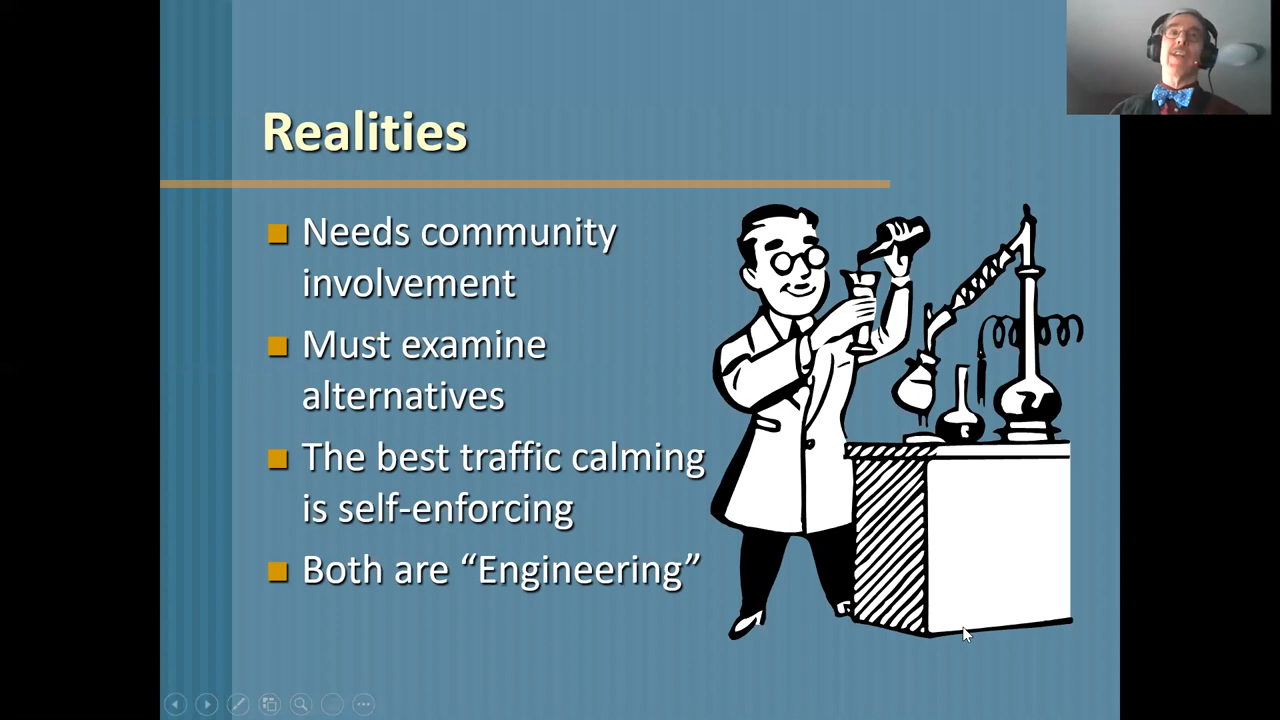 Realities
Needs community
involvement
Must examine
alternatives
The best traffic calming
is self-enforcing
Both are “Engineering”